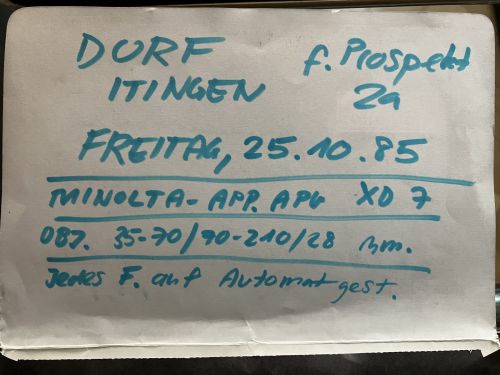 DORF f. Prospekt
ITINGEN 2a
FREITAG, 25.10.85
MINOLTA-APP. APG XD 7
OBJ. 35-70/70-210/28 mm.
Jedes F. auf Automat gest.